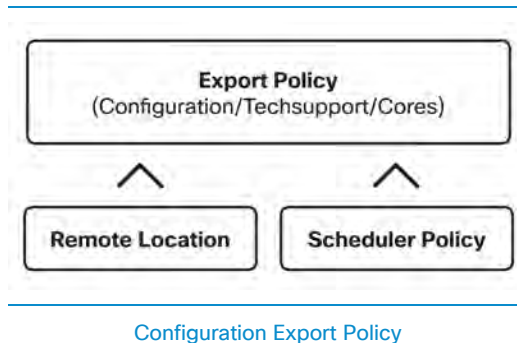 Export Policy
(Configuration/Techsupport/Cores)
Remote Location
Scheduler Policy
Configuration Export Policy